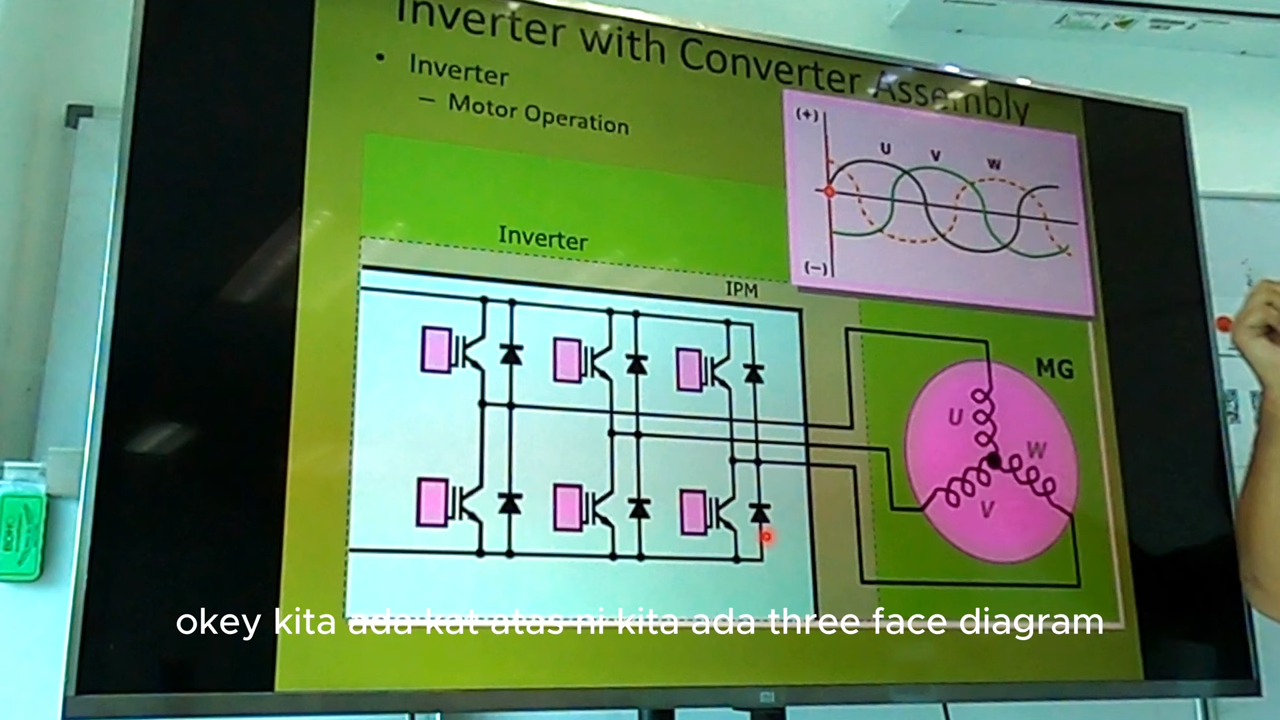 Inverter with Converter Assembly
• Inverter
– Motor Operation
(+)
U V W
(−)
Inverter
IPM
MG
U
W
V
okey kita ada kat atas ni kita ada three face diagram